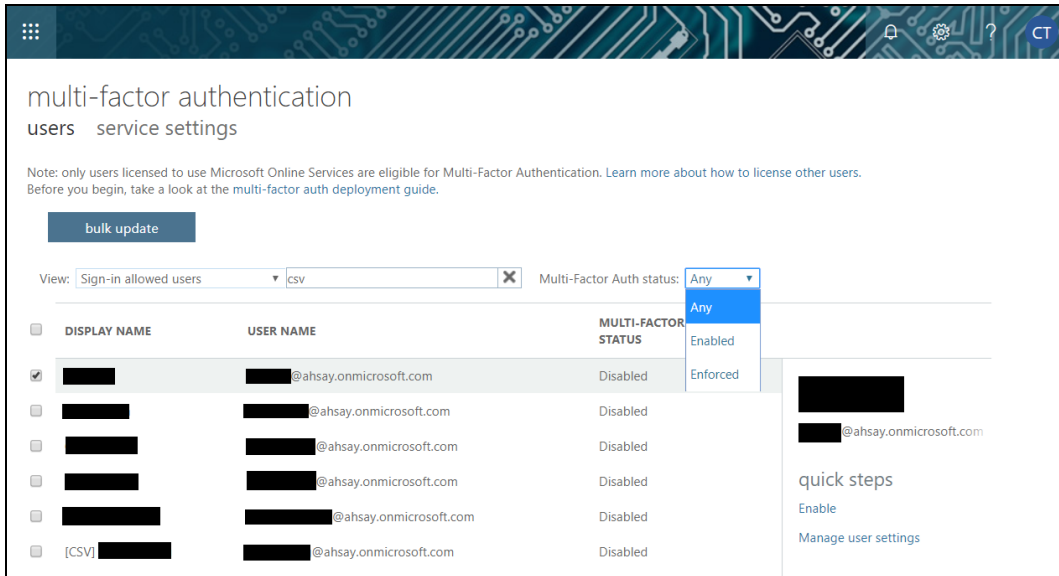 CT
multi-factor authentication
users service settings
Note: only users licensed to use Microsoft Online Services are eligible for Multi-Factor Authentication. Learn more about how to license other users.
Before you begin, take a look at the multi-factor auth deployment guide.
bulk update
View: Sign-in allowed users csv Multi-Factor Auth status: Any
Any
Enabled
Enforced
DISPLAY NAME USER NAME MULTI-FACTOR
STATUS
@ahsay.onmicrosoft.com Disabled
@ahsay.onmicrosoft.com Disabled
@ahsay.onmicrosoft.com Disabled
@ahsay.onmicrosoft.com Disabled
@ahsay.onmicrosoft.com Disabled
[CSV] @ahsay.onmicrosoft.com Disabled
@ahsay.onmicrosoft.com
quick steps
Enable
Manage user settings